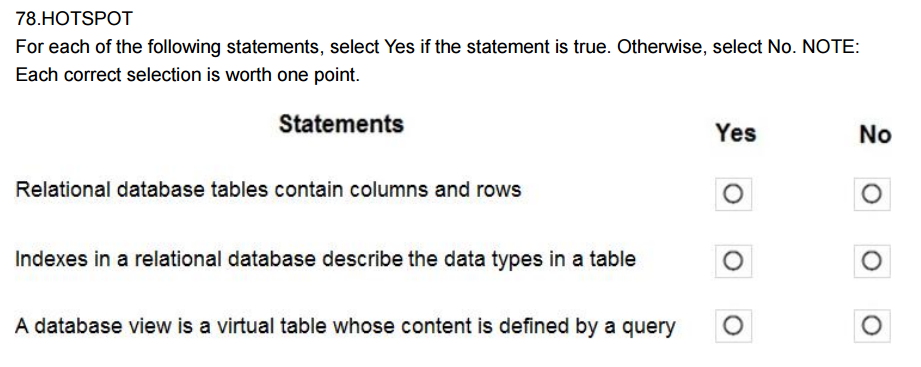 78.HOTSPOT
For each of the following statements, select Yes if the statement is true. Otherwise, select No. NOTE:
Each correct selection is worth one point.
Statements Yes No
Relational database tables contain columns and rows
Indexes in a relational database describe the data types in a table
A database view is a virtual table whose content is defined by a query